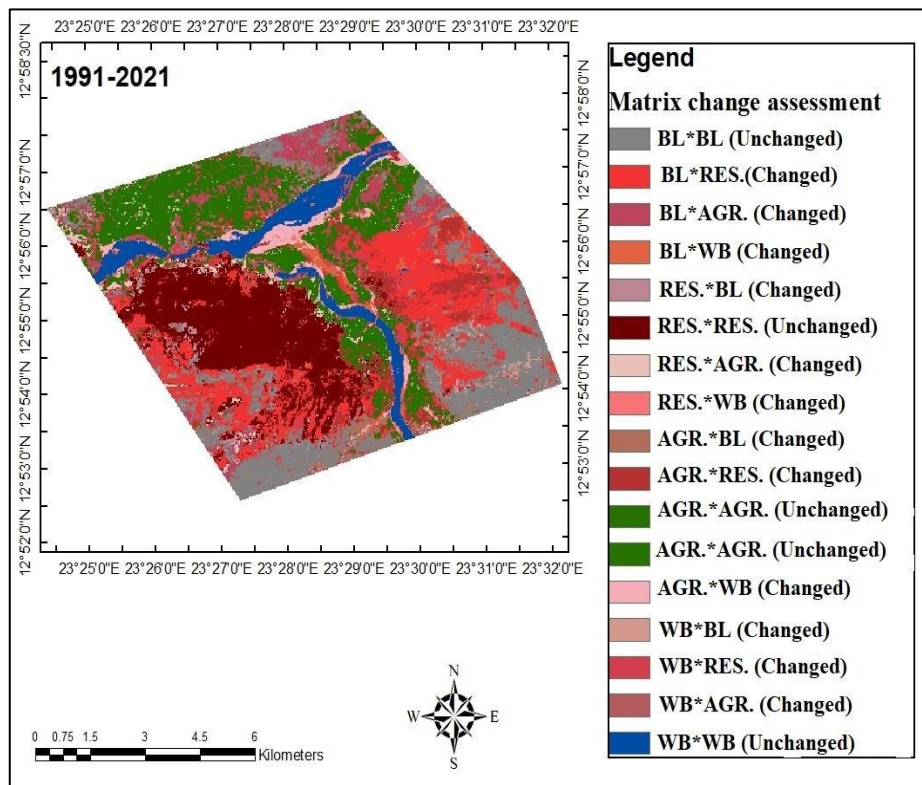 23°25'0"E 23°26'0"E 23°27'0"E 23°28'0"E 23°29'0"E 23°30'0"E 23°31'0"E 23°32'0"E
12°58'30"N
12°57'0"N
12°56'0"N
12°55'0"N
12°54'0"N
12°53'0"N
12°52'0"N
1991-2021
12°58'0"N
12°57'0"N
12°56'0"N
12°55'0"N
12°54'0"N
12°53'0"N
23°25'0"E 23°26'0"E 23°27'0"E 23°28'0"E 23°29'0"E 23°30'0"E 23°31'0"E 23°32'0"E
Legend
Matrix change assessment
BL*BL (Unchanged)
BL*RES.(Changed)
BL*AGR. (Changed)
BL*WB (Changed)
RES.*BL (Changed)
RES.*RES. (Unchanged)
RES.*AGR. (Changed)
RES.*WB (Changed)
AGR.*BL (Changed)
AGR.*RES. (Changed)
AGR.*AGR. (Unchanged)
AGR.*AGR. (Unchanged)
AGR.*WB (Changed)
WB*BL (Changed)
WB*RES. (Changed)
WB*AGR. (Changed)
WB*WB (Unchanged)
N
W E
S
0 0.75 1.5 3 4.5 6
Kilometers